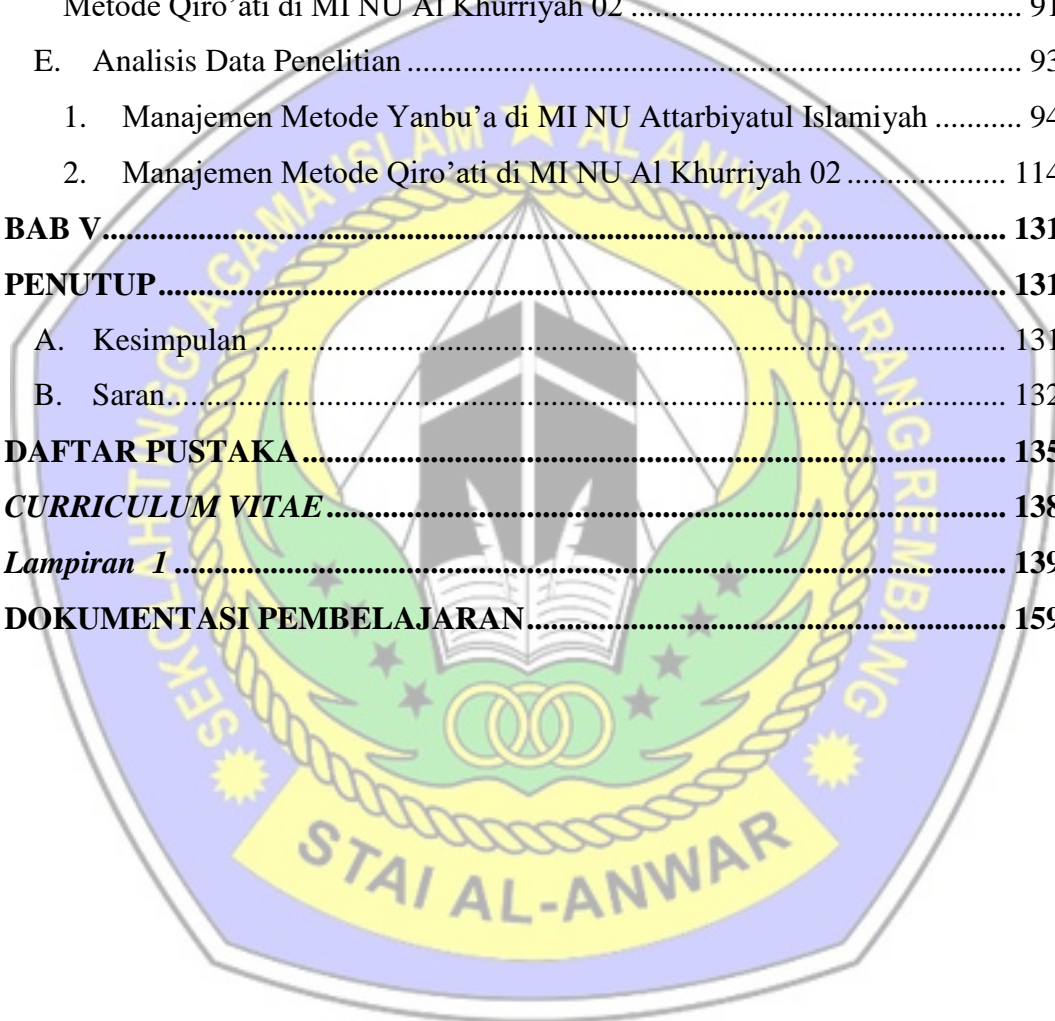 Metode Qiro’ati di MI NU Al Khurriyah 02 ........................................................ 91
E. Analisis Data Penelitian ................................................................................... 93
1. Manajemen Metode Yanbu’a di MI NU Attarbiyatul Islamiyah ........... 94
2. Manajemen Metode Qiro’ati di MI NU Al Khurriyah 02 .................. 114
BAB V................................................................................................................. 131
PENUTUP........................................................................................................... 131
A. Kesimpulan .................................................................................................. 131
B. Saran............................................................................................................. 132
DAFTAR PUSTAKA ......................................................................................... 135
CURRICULUM VITAE ....................................................................................... 138
Lampiran 1 ........................................................................................................ 139
DOKUMENTASI PEMBELAJARAN................................................................ 159
SEKOLAH TINGGI AGAMA ISLAM ★ AL ANWAR SARANG REMBANG
STAI AL-ANWAR